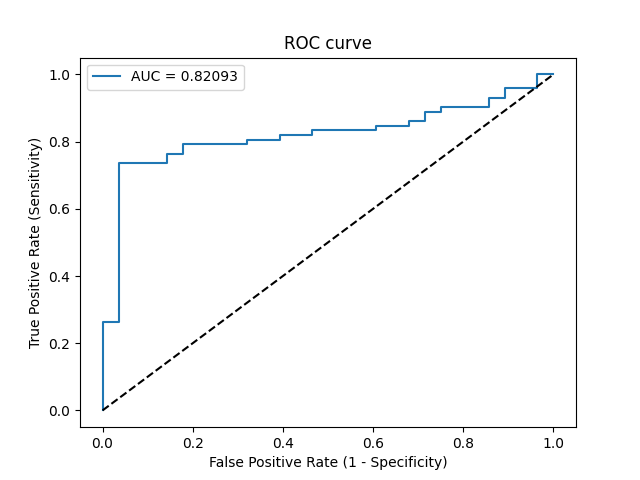 ROC curve
AUC = 0.82093
1.0
0.8
0.6
0.4
0.2
0.0
True Positive Rate (Sensitivity)
0.0 0.2 0.4 0.6 0.8 1.0
False Positive Rate (1 - Specificity)